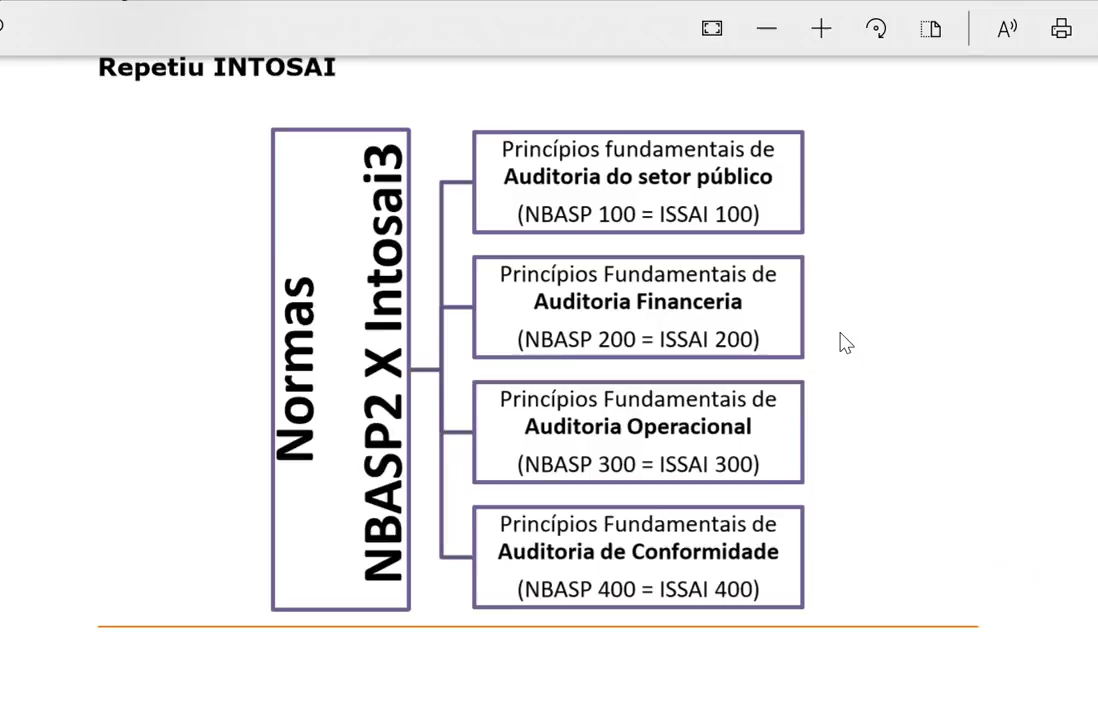 Repetiu INTOSAI
Normas
NBASP2 X Intosai3
Princípios fundamentais de
Auditoria do setor público
(NBASP 100 = ISSAI 100)
Princípios Fundamentais de
Auditoria Financeria
(NBASP 200 = ISSAI 200)
Princípios Fundamentais de
Auditoria Operacional
(NBASP 300 = ISSAI 300)
Princípios Fundamentais de
Auditoria de Conformidade
(NBASP 400 = ISSAI 400)